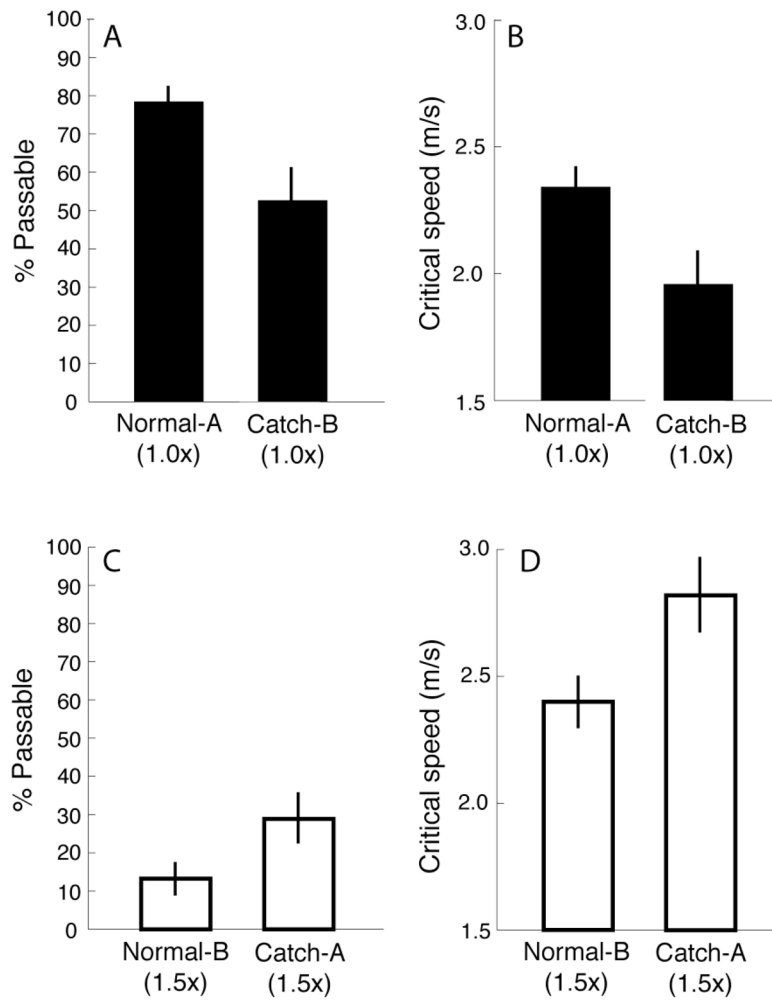 A
% Passable
100
90
80
70
60
50
40
30
20
10
0
Normal-A Catch-B
(1.0x) (1.0x)
B
Critical speed (m/s)
3.0
2.5
2.0
1.5
Normal-A Catch-B
(1.0x) (1.0x)
C
% Passable
100
90
80
70
60
50
40
30
20
10
0
Normal-B Catch-A
(1.5x) (1.5x)
D
Critical speed (m/s)
3.0
2.5
2.0
1.5
Normal-B Catch-A
(1.5x) (1.5x)